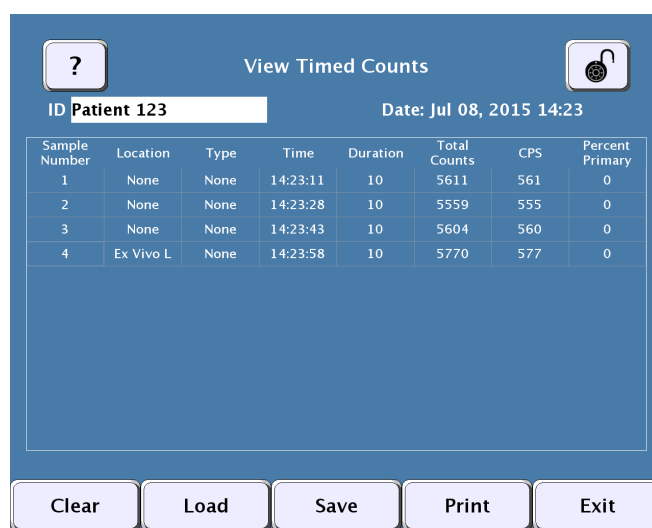 ?
View Timed Counts
ID Patient 123
Date: Jul 08, 2015 14:23
Sample Number Location Type Time Duration Total Counts CPS Percent Primary
1 None None 14:23:11 10 5611 561 0
2 None None 14:23:28 10 5559 555 0
3 None None 14:23:43 10 5604 560 0
4 Ex Vivo L None 14:23:58 10 5770 577 0
Clear Load Save Print Exit